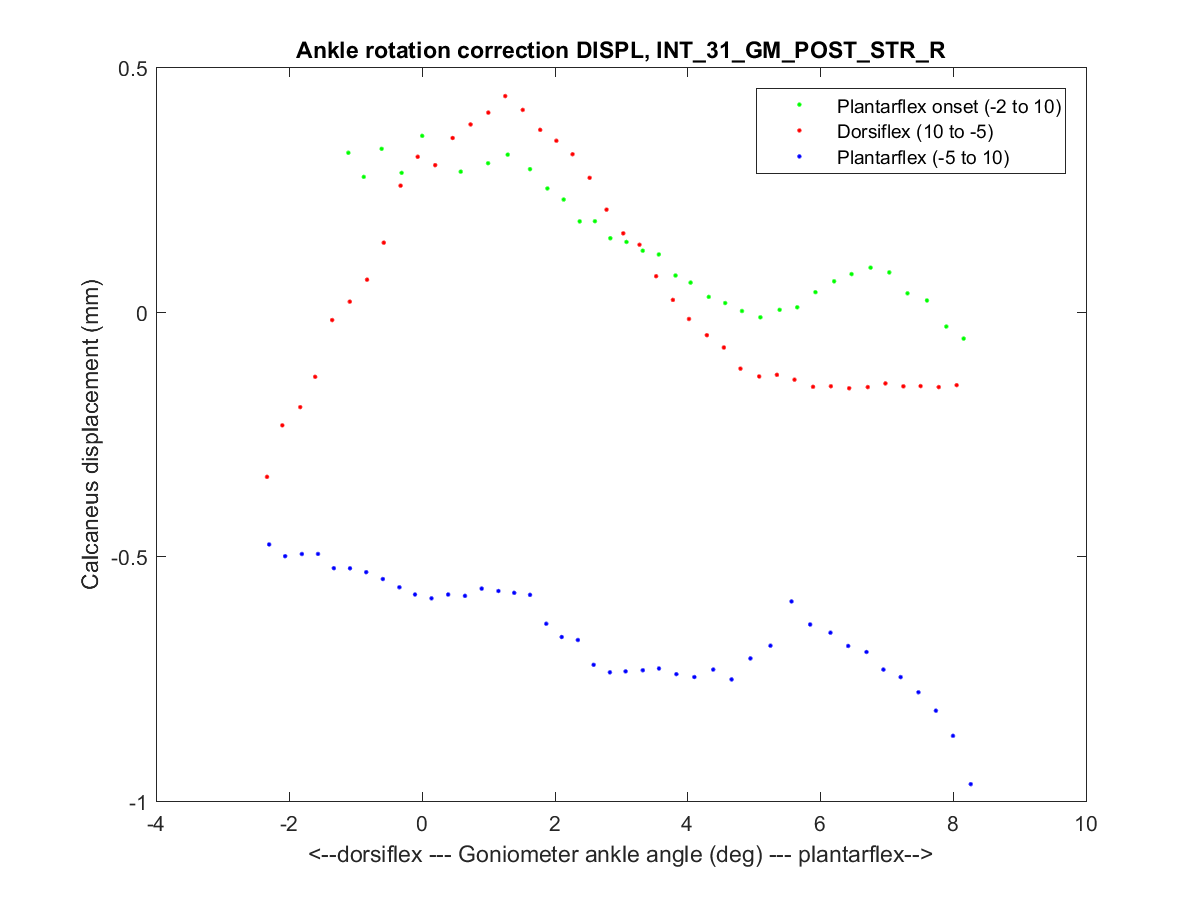 Ankle rotation correction DISPL, INT_31_GM_POST_STR_R
Plantarflex onset (-2 to 10)
Dorsiflex (10 to -5)
Plantarflex (-5 to 10)
Calcaneus displacement (mm)
0.5
0
-0.5
-1
-4 -2 0 2 4 6 8 10
<--dorsiflex --- Goniometer ankle angle (deg) --- plantarflex-->